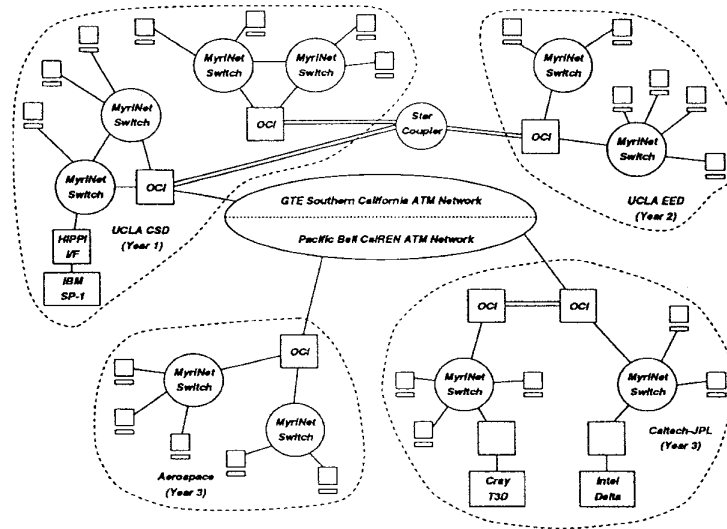 MyriNet
Switch
MyriNet
Switch
MyriNet
Switch
MyriNet
Switch
OCI
Star
Coupler
OCI
MyriNet
Switch
MyriNet
Switch
OCI
UCLA CSD
(Year 1)
UCLA EED
(Year 2)
HIPPI
I/F
IBM
SP-1
GTE Southern California ATM Network
Pacific Bell CalREN ATM Network
OCI
OCI
OCI
MyriNet
Switch
MyriNet
Switch
MyriNet
Switch
MyriNet
Switch
Aerospace
(Year 3)
Caltech-JPL
(Year 3)
Cray
T3D
Intel
Delta